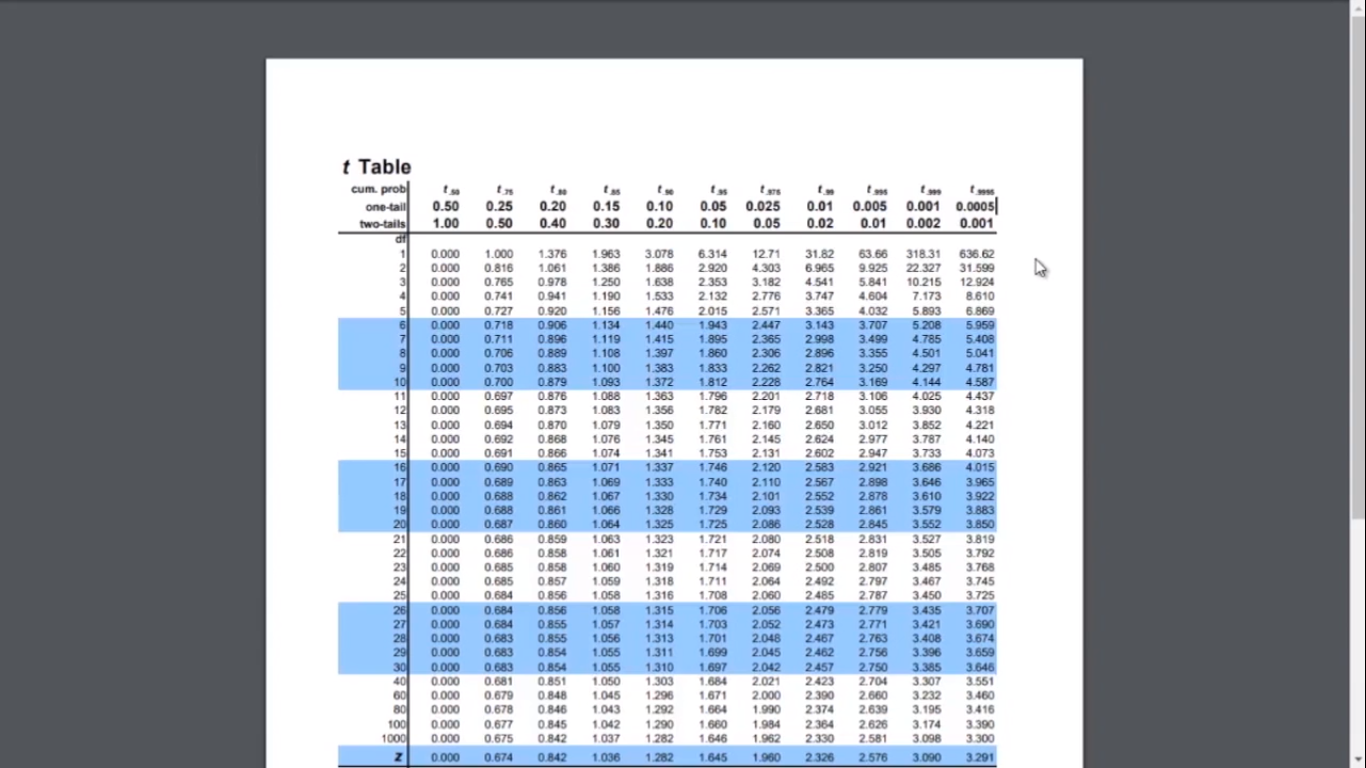 t Table
cum. prob t .50 t .75 t .80 t .85 t .90 t .95 t .975 t .99 t .995 t .999 t .9995
one-tail 0.50 0.25 0.20 0.15 0.10 0.05 0.025 0.01 0.005 0.001 0.0005
two-tails 1.00 0.50 0.40 0.30 0.20 0.10 0.05 0.02 0.01 0.002 0.001
df
1 0.000 1.000 1.376 1.963 3.078 6.314 12.71 31.82 63.66 318.31 636.62
2 0.000 0.816 1.061 1.386 1.886 2.920 4.303 6.965 9.925 22.327 31.599
3 0.000 0.765 0.978 1.250 1.638 2.353 3.182 4.541 5.841 10.215 12.924
4 0.000 0.741 0.941 1.190 1.533 2.132 2.776 3.747 4.604 7.173 8.610
5 0.000 0.727 0.920 1.156 1.476 2.015 2.571 3.365 4.032 5.893 6.869
6 0.000 0.718 0.906 1.134 1.440 1.943 2.447 3.143 3.707 5.208 5.959
7 0.000 0.711 0.896 1.119 1.415 1.895 2.365 2.998 3.499 4.785 5.408
8 0.000 0.706 0.889 1.108 1.397 1.860 2.306 2.896 3.355 4.501 5.041
9 0.000 0.703 0.883 1.100 1.383 1.833 2.262 2.821 3.250 4.297 4.781
10 0.000 0.700 0.879 1.093 1.372 1.812 2.228 2.764 3.169 4.144 4.587
11 0.000 0.697 0.876 1.088 1.363 1.796 2.201 2.718 3.106 4.025 4.437
12 0.000 0.695 0.873 1.083 1.356 1.782 2.179 2.681 3.055 3.930 4.318
13 0.000 0.694 0.870 1.079 1.350 1.771 2.160 2.650 3.012 3.852 4.221
14 0.000 0.692 0.868 1.076 1.345 1.761 2.145 2.624 2.977 3.787 4.140
15 0.000 0.691 0.866 1.074 1.341 1.753 2.131 2.602 2.947 3.733 4.073
16 0.000 0.690 0.865 1.071 1.337 1.746 2.120 2.583 2.921 3.686 4.015
17 0.000 0.689 0.863 1.069 1.333 1.740 2.110 2.567 2.898 3.646 3.965
18 0.000 0.688 0.862 1.067 1.330 1.734 2.101 2.552 2.878 3.610 3.922
19 0.000 0.688 0.861 1.066 1.328 1.729 2.093 2.539 2.861 3.579 3.883
20 0.000 0.687 0.860 1.064 1.325 1.725 2.086 2.528 2.845 3.552 3.850
21 0.000 0.686 0.859 1.063 1.323 1.721 2.080 2.518 2.831 3.527 3.819
22 0.000 0.686 0.858 1.061 1.321 1.717 2.074 2.508 2.819 3.505 3.792
23 0.000 0.685 0.858 1.060 1.319 1.714 2.069 2.500 2.807 3.485 3.768
24 0.000 0.685 0.857 1.059 1.318 1.711 2.064 2.492 2.797 3.467 3.745
25 0.000 0.684 0.856 1.058 1.316 1.708 2.060 2.485 2.787 3.450 3.725
26 0.000 0.684 0.856 1.058 1.315 1.706 2.056 2.479 2.779 3.435 3.707
27 0.000 0.684 0.855 1.057 1.314 1.703 2.052 2.473 2.771 3.421 3.690
28 0.000 0.683 0.855 1.056 1.313 1.701 2.048 2.467 2.763 3.408 3.674
29 0.000 0.683 0.854 1.055 1.311 1.699 2.045 2.462 2.756 3.396 3.659
30 0.000 0.683 0.854 1.055 1.310 1.697 2.042 2.457 2.750 3.385 3.646
40 0.000 0.681 0.851 1.050 1.303 1.684 2.021 2.423 2.704 3.307 3.551
60 0.000 0.679 0.848 1.045 1.296 1.671 2.000 2.390 2.660 3.232 3.460
80 0.000 0.678 0.846 1.043 1.292 1.664 1.990 2.374 2.639 3.195 3.416
100 0.000 0.677 0.845 1.042 1.290 1.660 1.984 2.364 2.626 3.174 3.390
1000 0.000 0.675 0.842 1.037 1.282 1.646 1.962 2.330 2.581 3.098 3.300
z 0.000 0.674 0.842 1.036 1.282 1.645 1.960 2.326 2.576 3.090 3.291